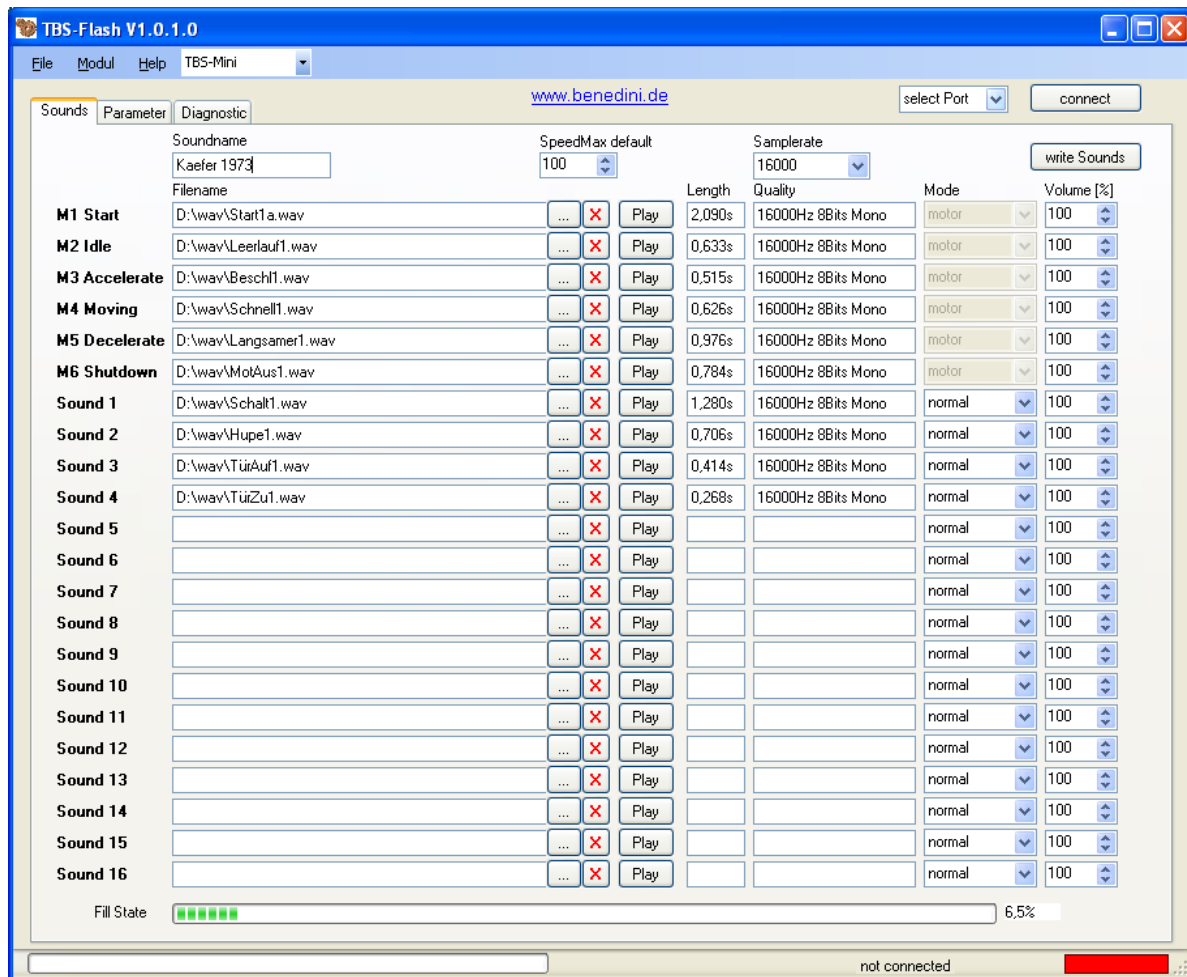 TBS-Flash V1.0.1.0
File Modul Help TBS-Mini
www.benedini.de select Port connect
Sounds Parameter Diagnostic
Soundname SpeedMax default Samplerate
Kaefer 1973 100 16000 write Sounds
Filename Length Quality Mode Volume [%]
M1 Start D:\wav\Start1a.wav ... X Play 2,090s 16000Hz 8Bits Mono motor 100
M2 Idle D:\wav\Leerlauf1.wav ... X Play 0,633s 16000Hz 8Bits Mono motor 100
M3 Accelerate D:\wav\Beschl1.wav ... X Play 0,515s 16000Hz 8Bits Mono motor 100
M4 Moving D:\wav\Schnell1.wav ... X Play 0,626s 16000Hz 8Bits Mono motor 100
M5 Decelerate D:\wav\Langsamer1.wav ... X Play 0,976s 16000Hz 8Bits Mono motor 100
M6 Shutdown D:\wav\MotAus1.wav ... X Play 0,784s 16000Hz 8Bits Mono motor 100
Sound 1 D:\wav\Schalt1.wav ... X Play 1,280s 16000Hz 8Bits Mono normal 100
Sound 2 D:\wav\Hupe1.wav ... X Play 0,706s 16000Hz 8Bits Mono normal 100
Sound 3 D:\wav\TürAuf1.wav ... X Play 0,414s 16000Hz 8Bits Mono normal 100
Sound 4 D:\wav\TürZu1.wav ... X Play 0,268s 16000Hz 8Bits Mono normal 100
Sound 5 ... X Play normal 100
Sound 6 ... X Play normal 100
Sound 7 ... X Play normal 100
Sound 8 ... X Play normal 100
Sound 9 ... X Play normal 100
Sound 10 ... X Play normal 100
Sound 11 ... X Play normal 100
Sound 12 ... X Play normal 100
Sound 13 ... X Play normal 100
Sound 14 ... X Play normal 100
Sound 15 ... X Play normal 100
Sound 16 ... X Play normal 100
Fill State 6,5%
not connected